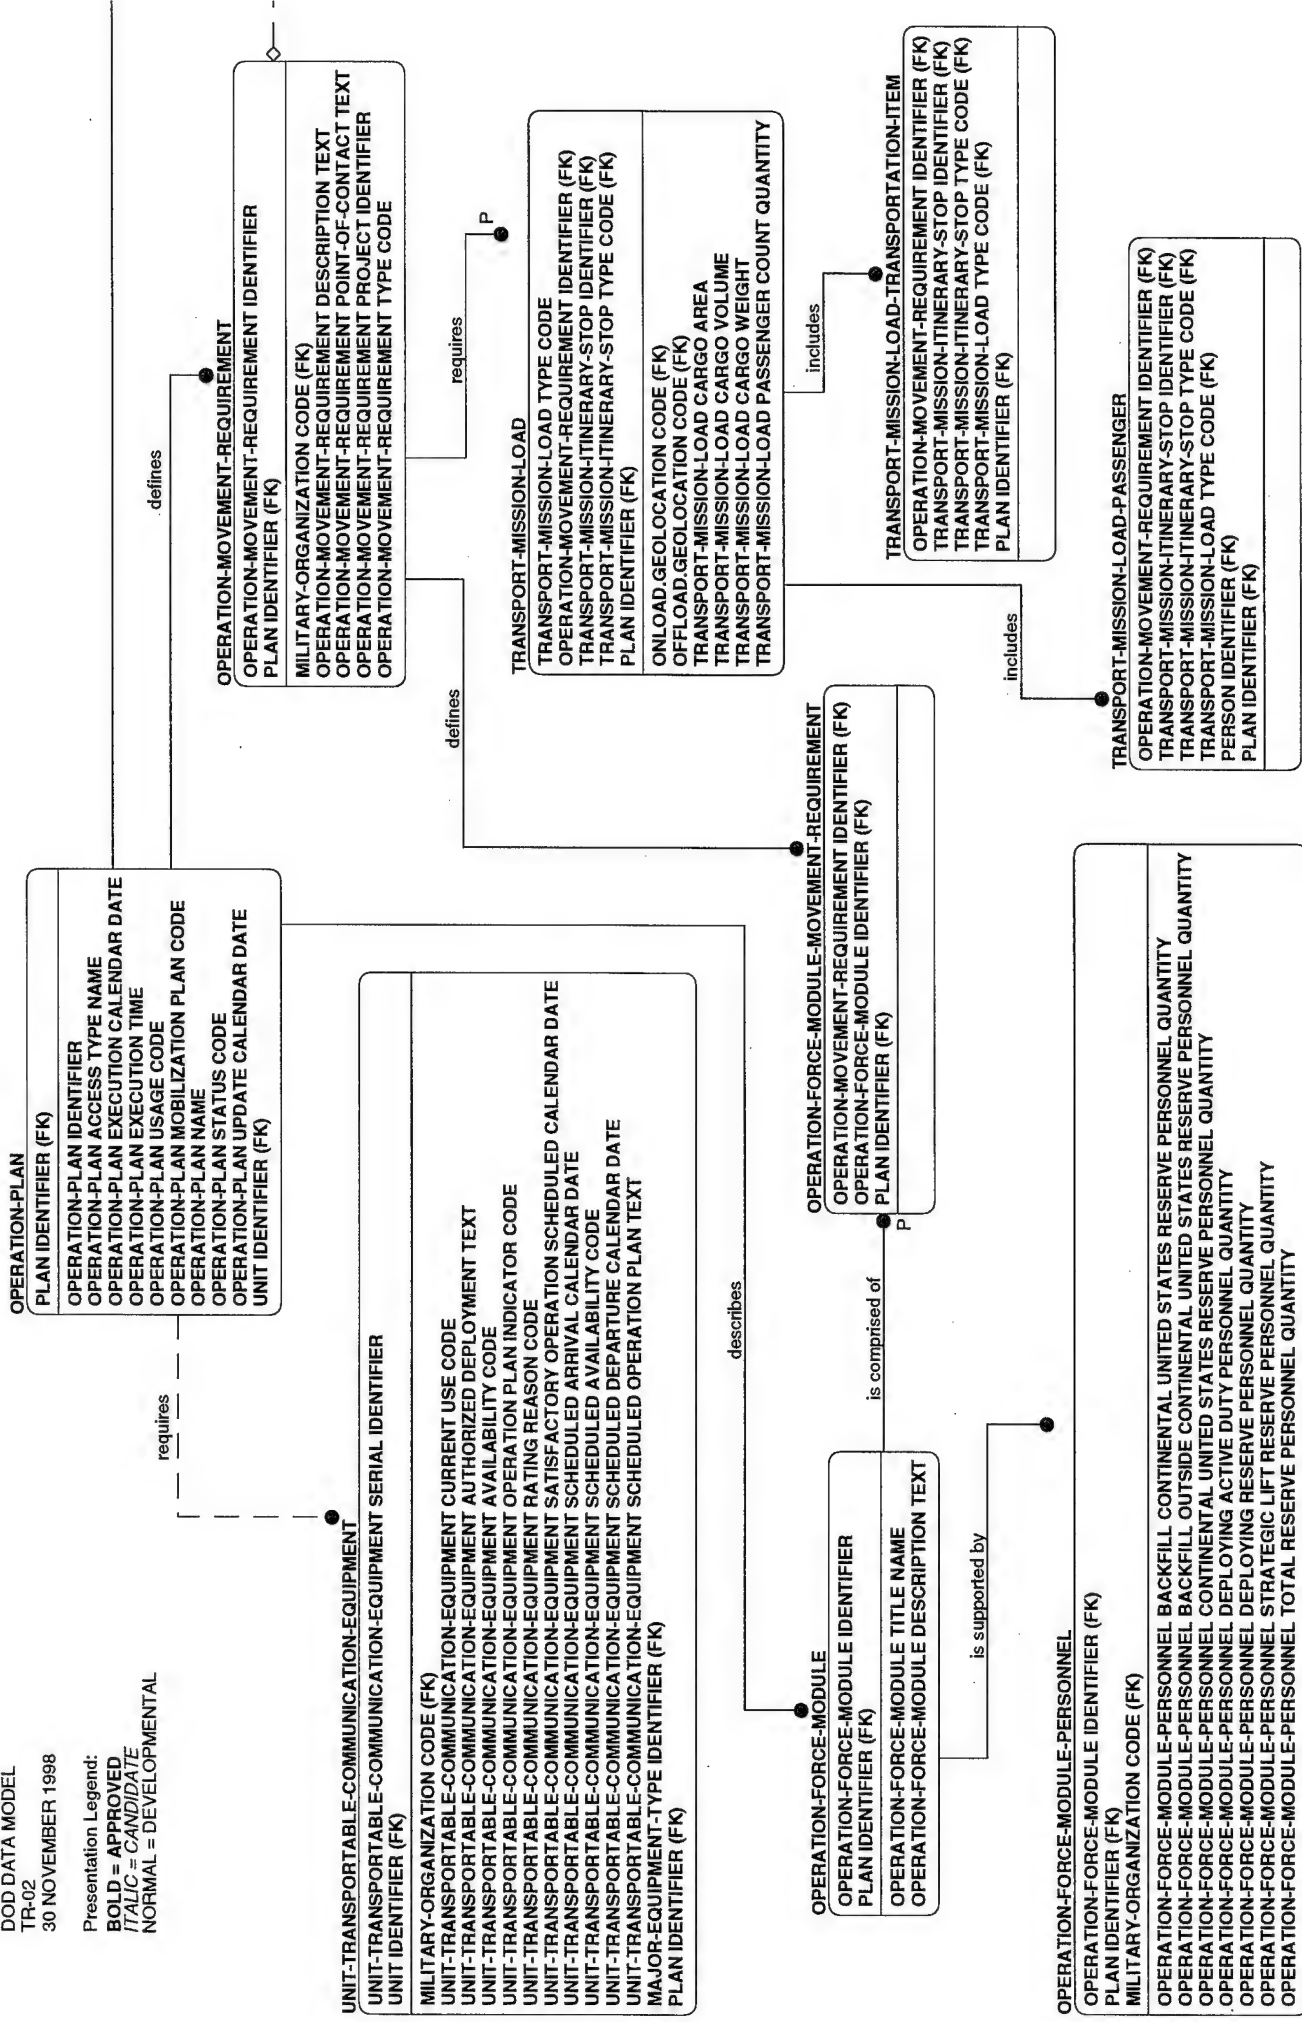 DOD DATA MODEL
TR-02
30 NOVEMBER 1998
Presentation Legend:
BOLD = APPROVED
ITALIC = CANDIDATE
NORMAL = DEVELOPMENTAL
OPERATION-PLAN
PLAN IDENTIFIER (FK)
OPERATION-PLAN IDENTIFIER
OPERATION-PLAN ACCESS TYPE NAME
OPERATION-PLAN EXECUTION CALENDAR DATE
OPERATION-PLAN EXECUTION TIME
OPERATION-PLAN USAGE CODE
OPERATION-PLAN MOBILIZATION PLAN CODE
OPERATION-PLAN NAME
OPERATION-PLAN STATUS CODE
OPERATION-PLAN UPDATE CALENDAR DATE
UNIT IDENTIFIER (FK)
requires
defines
UNIT-TRANSPORTABLE-COMMUNICATION-EQUIPMENT
UNIT-TRANSPORTABLE-COMMUNICATION-EQUIPMENT SERIAL IDENTIFIER
UNIT IDENTIFIER (FK)
MILITARY-ORGANIZATION CODE (FK)
UNIT-TRANSPORTABLE-COMMUNICATION-EQUIPMENT CURRENT USE CODE
UNIT-TRANSPORTABLE-COMMUNICATION-EQUIPMENT AUTHORIZED DEPLOYMENT TEXT
UNIT-TRANSPORTABLE-COMMUNICATION-EQUIPMENT AVAILABILITY CODE
UNIT-TRANSPORTABLE-COMMUNICATION-EQUIPMENT OPERATION PLAN INDICATOR CODE
UNIT-TRANSPORTABLE-COMMUNICATION-EQUIPMENT RATING REASON CODE
UNIT-TRANSPORTABLE-COMMUNICATION-EQUIPMENT SATISFACTORY OPERATION SCHEDULED CALENDAR DATE
UNIT-TRANSPORTABLE-COMMUNICATION-EQUIPMENT SCHEDULED ARRIVAL CALENDAR DATE
UNIT-TRANSPORTABLE-COMMUNICATION-EQUIPMENT SCHEDULED AVAILABILITY CODE
UNIT-TRANSPORTABLE-COMMUNICATION-EQUIPMENT SCHEDULED DEPARTURE CALENDAR DATE
UNIT-TRANSPORTABLE-COMMUNICATION-EQUIPMENT SCHEDULED OPERATION PLAN TEXT
MAJOR-EQUIPMENT-TYPE IDENTIFIER (FK)
PLAN IDENTIFIER (FK)
OPERATION-MOVEMENT-REQUIREMENT
OPERATION-MOVEMENT-REQUIREMENT IDENTIFIER
PLAN IDENTIFIER (FK)
MILITARY-ORGANIZATION CODE (FK)
OPERATION-MOVEMENT-REQUIREMENT DESCRIPTION TEXT
OPERATION-MOVEMENT-REQUIREMENT POINT-OF-CONTACT TEXT
OPERATION-MOVEMENT-REQUIREMENT PROJECT IDENTIFIER
OPERATION-MOVEMENT-REQUIREMENT TYPE CODE
defines
requires
P
TRANSPORT-MISSION-LOAD
TRANSPORT-MISSION-LOAD TYPE CODE
OPERATION-MOVEMENT-REQUIREMENT IDENTIFIER (FK)
TRANSPORT-MISSION-ITINERARY-STOP IDENTIFIER (FK)
TRANSPORT-MISSION-ITINERARY-STOP TYPE CODE (FK)
PLAN IDENTIFIER (FK)
ONLOAD.GEOLOCATION CODE (FK)
OFFLOAD.GEOLOCATION CODE (FK)
TRANSPORT-MISSION-LOAD CARGO AREA
TRANSPORT-MISSION-LOAD CARGO VOLUME
TRANSPORT-MISSION-LOAD CARGO WEIGHT
TRANSPORT-MISSION-LOAD PASSENGER COUNT QUANTITY
describes
includes
includes
OPERATION-FORCE-MODULE
OPERATION-FORCE-MODULE IDENTIFIER
PLAN IDENTIFIER (FK)
OPERATION-FORCE-MODULE TITLE NAME
OPERATION-FORCE-MODULE DESCRIPTION TEXT
is comprised of
P
OPERATION-FORCE-MODULE-MOVEMENT-REQUIREMENT
OPERATION-MOVEMENT-REQUIREMENT IDENTIFIER (FK)
OPERATION-FORCE-MODULE IDENTIFIER (FK)
PLAN IDENTIFIER (FK)
TRANSPORT-MISSION-LOAD-TRANSPORTATION-ITEM
OPERATION-MOVEMENT-REQUIREMENT IDENTIFIER (FK)
TRANSPORT-MISSION-ITINERARY-STOP IDENTIFIER (FK)
TRANSPORT-MISSION-ITINERARY-STOP TYPE CODE (FK)
TRANSPORT-MISSION-LOAD TYPE CODE (FK)
PLAN IDENTIFIER (FK)
is supported by
OPERATION-FORCE-MODULE-PERSONNEL
OPERATION-FORCE-MODULE IDENTIFIER (FK)
PLAN IDENTIFIER (FK)
MILITARY-ORGANIZATION CODE (FK)
OPERATION-FORCE-MODULE-PERSONNEL BACKFILL CONTINENTAL UNITED STATES RESERVE PERSONNEL QUANTITY
OPERATION-FORCE-MODULE-PERSONNEL BACKFILL OUTSIDE CONTINENTAL UNITED STATES RESERVE PERSONNEL QUANTITY
OPERATION-FORCE-MODULE-PERSONNEL CONTINENTAL UNITED STATES RESERVE PERSONNEL QUANTITY
OPERATION-FORCE-MODULE-PERSONNEL DEPLOYING ACTIVE DUTY PERSONNEL QUANTITY
OPERATION-FORCE-MODULE-PERSONNEL DEPLOYING RESERVE PERSONNEL QUANTITY
OPERATION-FORCE-MODULE-PERSONNEL STRATEGIC LIFT RESERVE PERSONNEL QUANTITY
OPERATION-FORCE-MODULE-PERSONNEL TOTAL RESERVE PERSONNEL QUANTITY
TRANSPORT-MISSION-LOAD-PASSENGER
OPERATION-MOVEMENT-REQUIREMENT IDENTIFIER (FK)
TRANSPORT-MISSION-ITINERARY-STOP IDENTIFIER (FK)
TRANSPORT-MISSION-ITINERARY-STOP TYPE CODE (FK)
TRANSPORT-MISSION-LOAD TYPE CODE (FK)
PERSON IDENTIFIER (FK)
PLAN IDENTIFIER (FK)